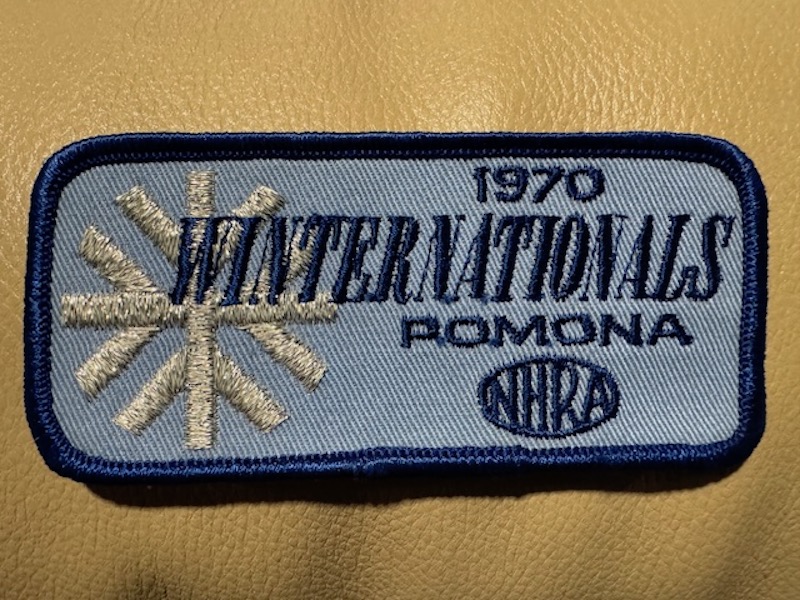 1970
WINTERNATIONALS
POMONA
NHRA